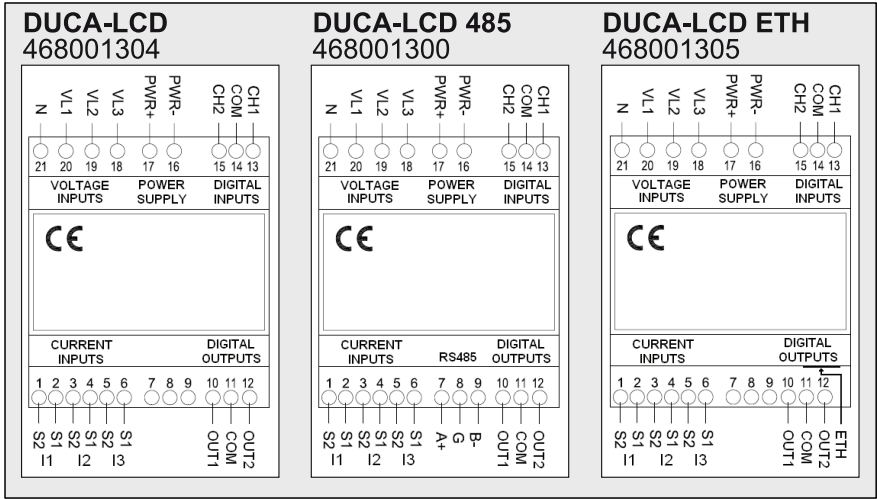 DUCA-LCD
468001304
N VL1 VL2 VL3 PWR+ PWR- CH2 COM CH1
21 20 19 18 17 16 15 14 13
VOLTAGE INPUTS POWER SUPPLY DIGITAL INPUTS
CE
CURRENT INPUTS DIGITAL OUTPUTS
1 2 3 4 5 6 7 8 9 10 11 12
S2 S1 S2 S1 S2 S1 OUT1 COM OUT2
I1 I2 I3
DUCA-LCD 485
468001300
N VL1 VL2 VL3 PWR+ PWR- CH2 COM CH1
21 20 19 18 17 16 15 14 13
VOLTAGE INPUTS POWER SUPPLY DIGITAL INPUTS
CE
CURRENT INPUTS RS485 DIGITAL OUTPUTS
1 2 3 4 5 6 7 8 9 10 11 12
S2 S1 S2 S1 S2 S1 A+ G B- OUT1 COM OUT2
I1 I2 I3
DUCA-LCD ETH
468001305
N VL1 VL2 VL3 PWR+ PWR- CH2 COM CH1
21 20 19 18 17 16 15 14 13
VOLTAGE INPUTS POWER SUPPLY DIGITAL INPUTS
CE
CURRENT INPUTS DIGITAL OUTPUTS
1 2 3 4 5 6 7 8 9 10 11 12
S2 S1 S2 S1 S2 S1 OUT1 COM OUT2 ETH
I1 I2 I3